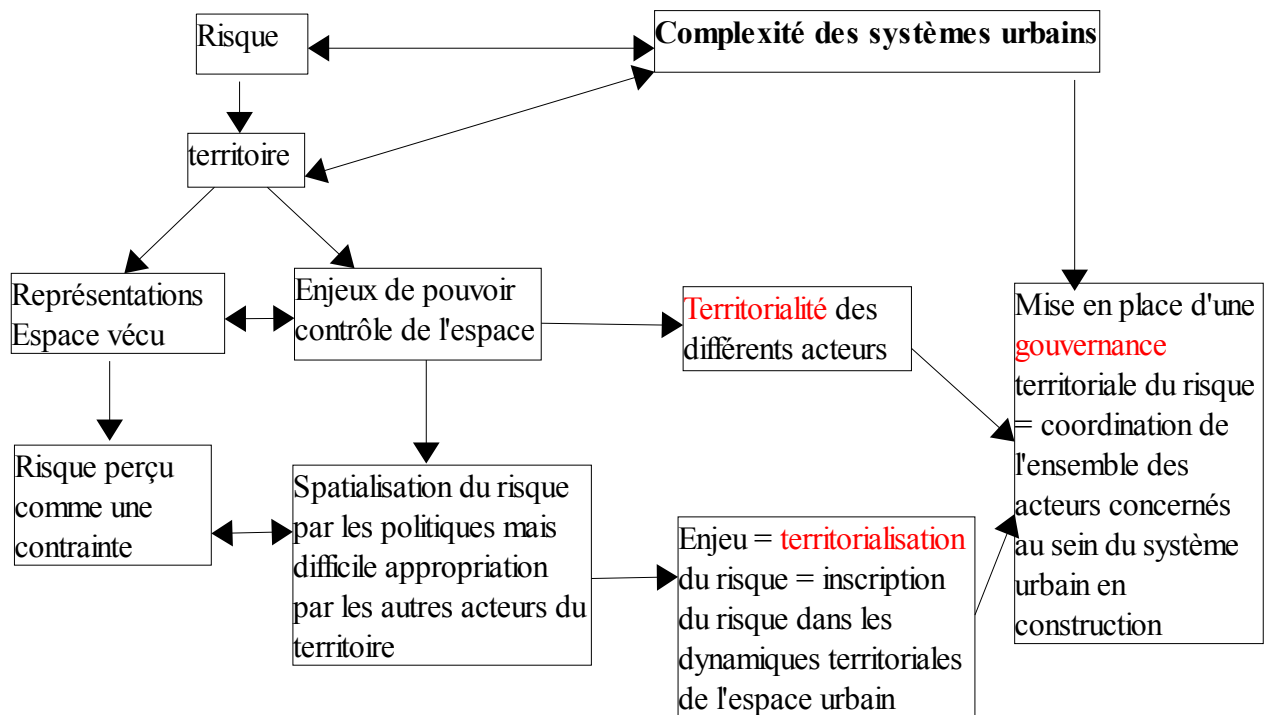 Risque
Complexité des systèmes urbains
territoire
Représentations
Espace vécu
Enjeux de pouvoir
contrôle de l'espace
Territorialité des
différents acteurs
Mise en place d'une
gouvernance
territoriale du risque
= coordination de
l'ensemble des
acteurs concernés
au sein du système
urbain en
construction
Risque perçu
comme une
contrainte
Spatialisation du risque
par les politiques mais
difficile appropriation
par les autres acteurs du
territoire
Enjeu = territorialisation
du risque = inscription
du risque dans les
dynamiques territoriales
de l'espace urbain